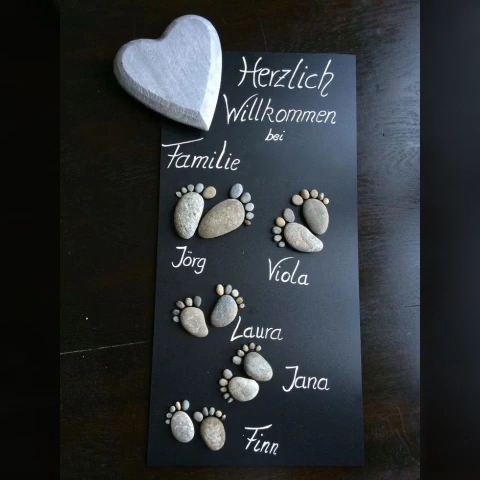 Herzlich
Willkommen
bei
Familie
Jörg
Viola
Laura
Jana
Finn